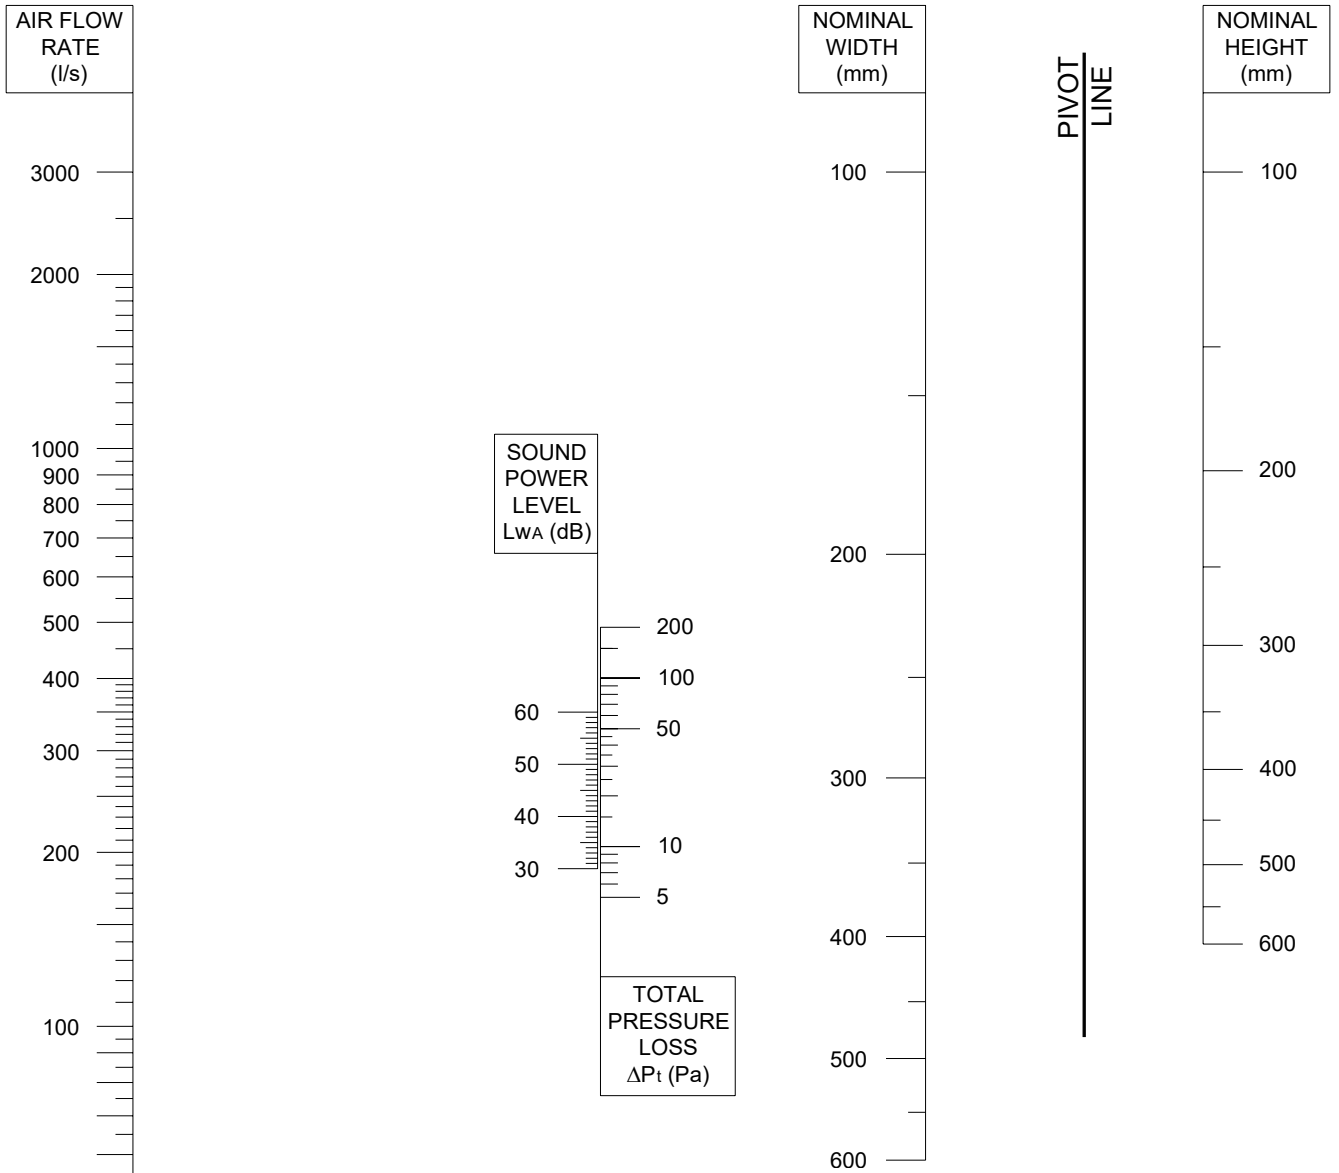 AIR FLOW
RATE
(l/s)
3000
2000
1000
900
800
700
600
500
400
300
200
100
SOUND
POWER
LEVEL
LWA (dB)
60
50
40
30
200
100
50
10
5
TOTAL
PRESSURE
LOSS
ΔPt (Pa)
NOMINAL
WIDTH
(mm)
100
200
300
400
500
600
PIVOT
LINE
NOMINAL
HEIGHT
(mm)
100
200
300
400
500
600